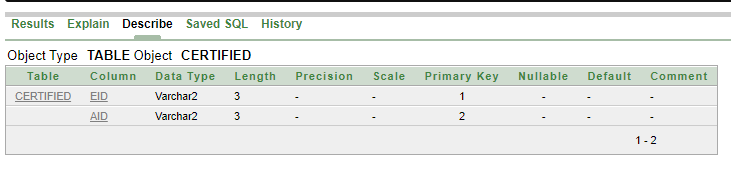 Results Explain Describe Saved SQL History
Object Type TABLE Object CERTIFIED
Table Column Data Type Length Precision Scale Primary Key Nullable Default Comment
CERTIFIED EID Varchar2 3 - - 1 - - -
AID Varchar2 3 - - 2 - - -
1 - 2